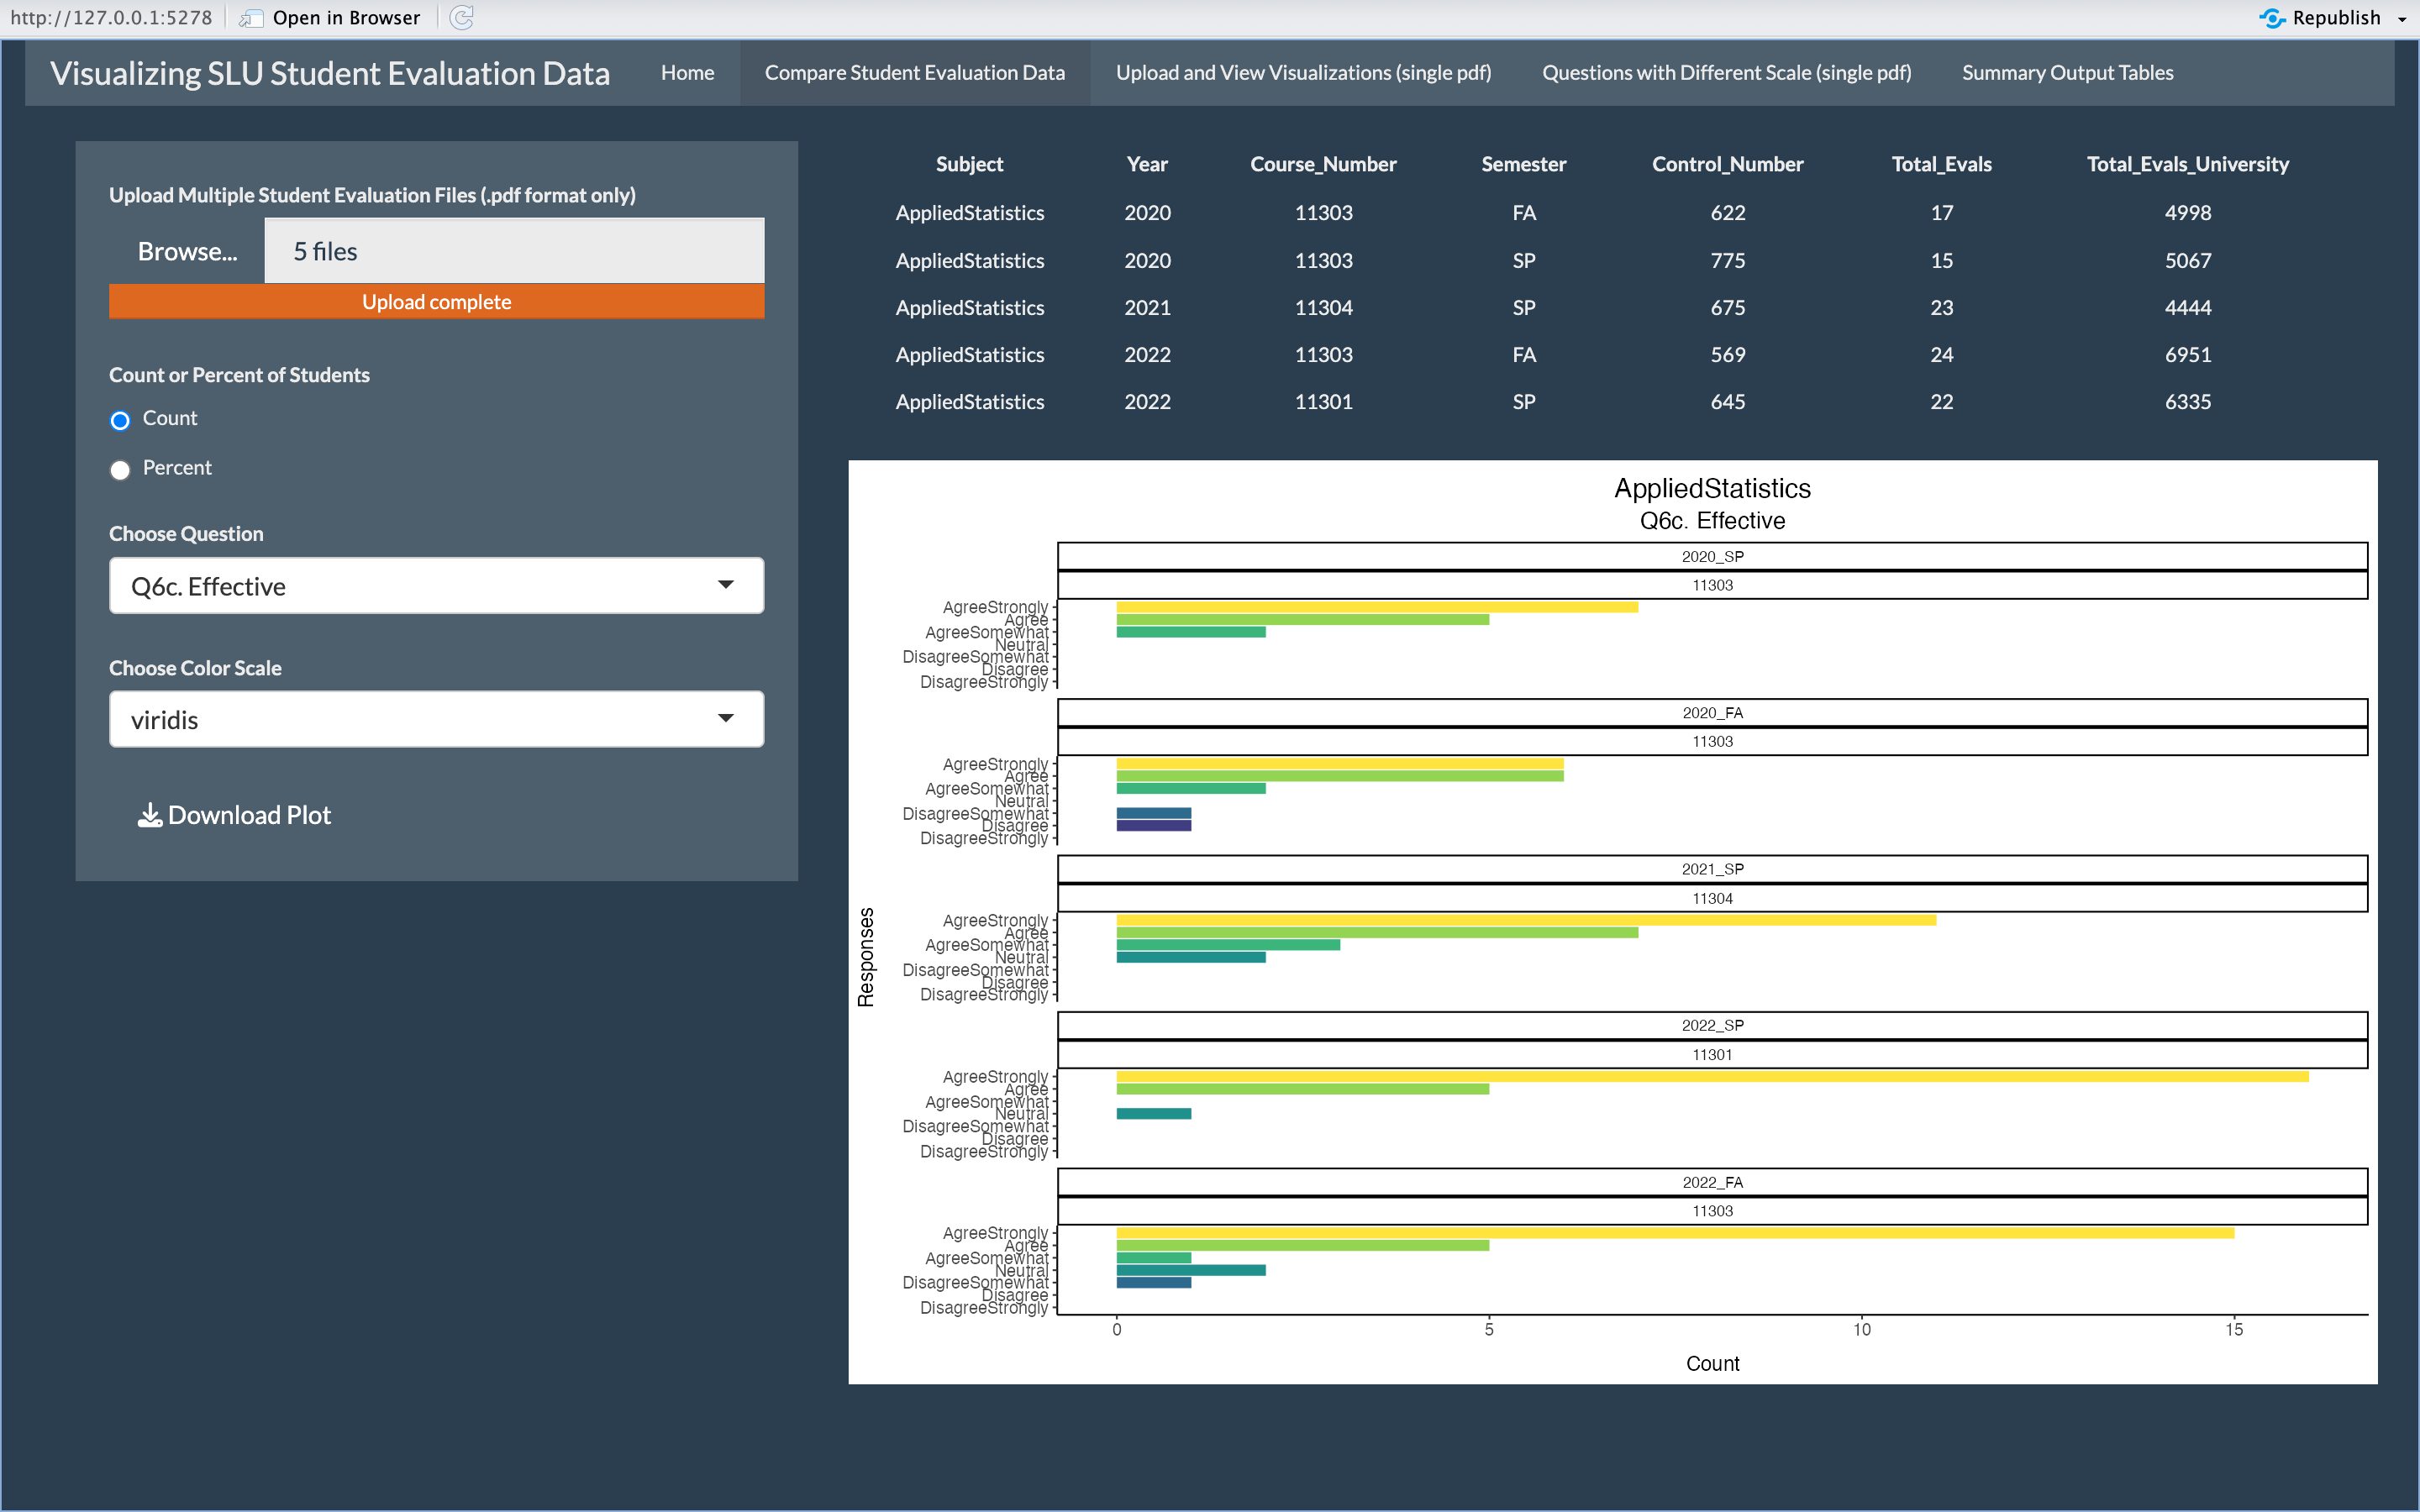 http://127.0.0.1:5278 Open in Browser Republish
Visualizing SLU Student Evaluation Data Home Compare Student Evaluation Data Upload and View Visualizations (single pdf) Questions with Different Scale (single pdf) Summary Output Tables
Upload Multiple Student Evaluation Files (.pdf format only)
Browse... 5 files
Upload complete
Count or Percent of Students
Count
Percent
Choose Question
Q6c. Effective
Choose Color Scale
viridis
Download Plot
Subject Year Course_Number Semester Control_Number Total_Evals Total_Evals_University
AppliedStatistics 2020 11303 FA 622 17 4998
AppliedStatistics 2020 11303 SP 775 15 5067
AppliedStatistics 2021 11304 SP 675 23 4444
AppliedStatistics 2022 11303 FA 569 24 6951
AppliedStatistics 2022 11301 SP 645 22 6335
AppliedStatistics
Q6c. Effective
Responses
2020_SP
11303
AgreeStrongly
Agree
AgreeSomewhat
Neutral
DisagreeSomewhat
Disagree
DisagreeStrongly
2020_FA
11303
AgreeStrongly
Agree
AgreeSomewhat
Neutral
DisagreeSomewhat
Disagree
DisagreeStrongly
2021_SP
11304
AgreeStrongly
Agree
AgreeSomewhat
Neutral
DisagreeSomewhat
Disagree
DisagreeStrongly
2022_SP
11301
AgreeStrongly
Agree
AgreeSomewhat
Neutral
DisagreeSomewhat
Disagree
DisagreeStrongly
2022_FA
11303
AgreeStrongly
Agree
AgreeSomewhat
Neutral
DisagreeSomewhat
Disagree
DisagreeStrongly
0 5 10 15
Count